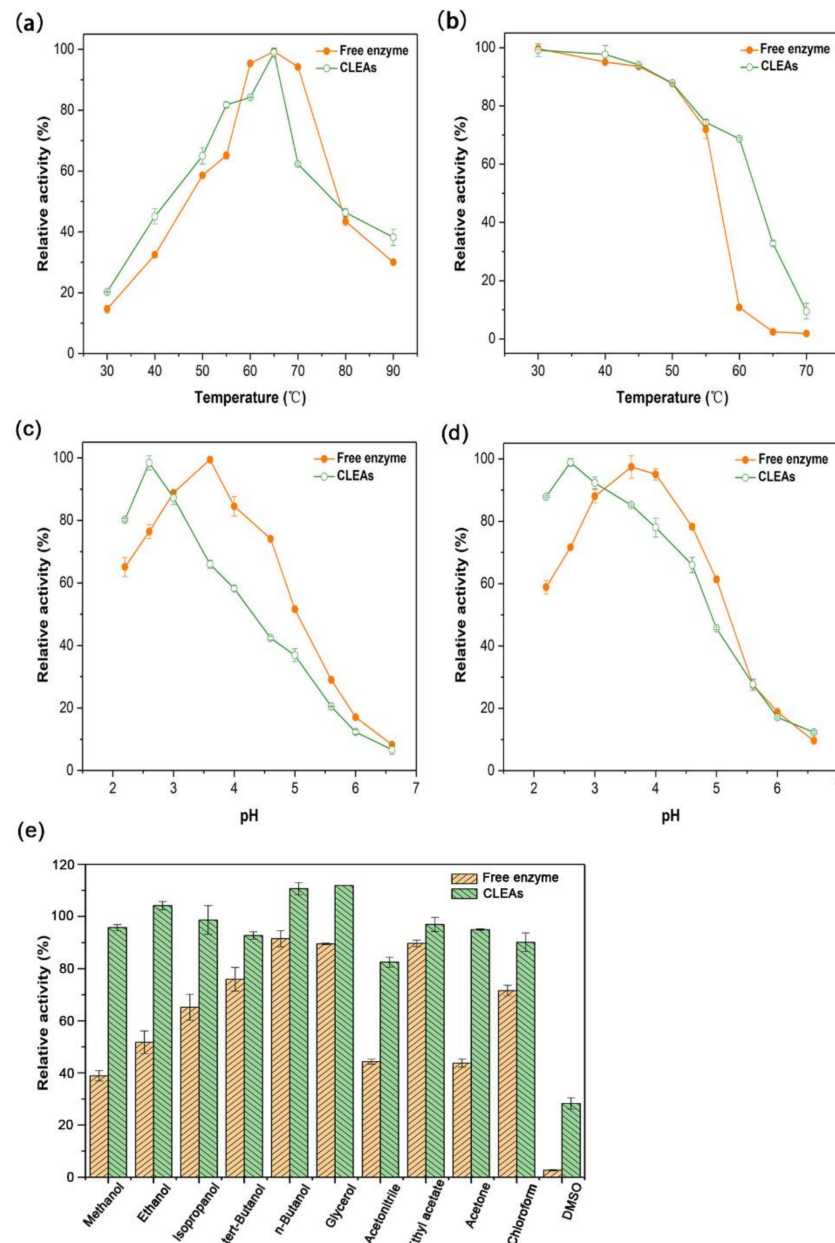 (a)
100
80
60
40
20
0
Relative activity (%)
30 40 50 60 70 80 90
Temperature (℃)
Free enzyme
CLEAs
(b)
100
80
60
40
20
0
Relative activity (%)
30 40 50 60 70
Temperature (℃)
Free enzyme
CLEAs
(c)
100
80
60
40
20
0
Relative activity (%)
2 3 4 5 6 7
pH
Free enzyme
CLEAs
(d)
100
80
60
40
20
0
Relative activity (%)
2 3 4 5 6
pH
Free enzyme
CLEAs
(e)
120
100
80
60
40
20
0
Relative activity (%)
Free enzyme
CLEAs
Methanol
Ethanol
Isopropanol
tert-Butanol
n-Butanol
Glycerol
Acetonitrile
thyl acetate
Acetone
Chloroform
DMSO